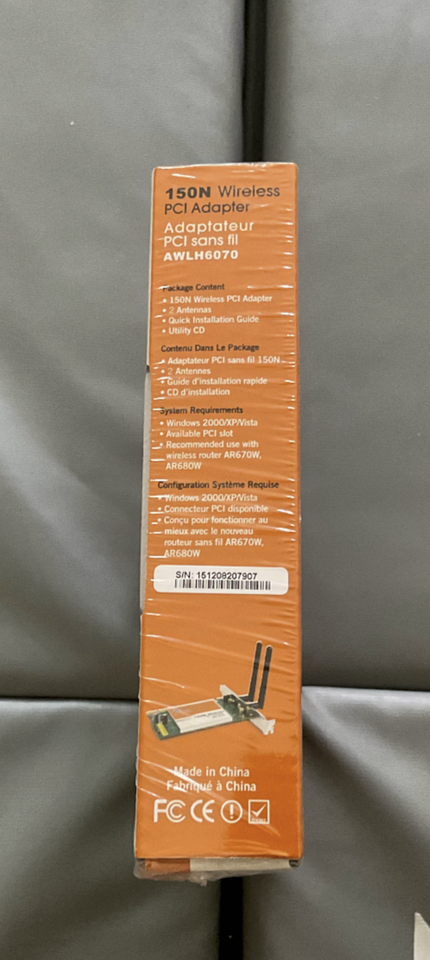 150N Wireless
PCI Adapter
Adaptateur
PCI sans fil
AWLH6070
Package Content
• 150N Wireless PCI Adapter
• 2 Antennas
• Quick Installation Guide
• Utility CD
Contenu Dans Le Package
• Adaptateur PCI sans fil 150N
• 2 Antennes
• Guide d'installation rapide
• CD d'installation
System Requirements
• Windows 2000/XP/Vista
• Available PCI slot
• Recommended use with
wireless router AR670W,
AR680W
Configuration Système Requise
• Windows 2000/XP/Vista
• Connecteur PCI disponible
• Conçu pour fonctionner au
mieux avec le nouveau
routeur sans fil AR670W,
AR680W
S/N: 151208207907
Made in China
Fabriqué à China
FC CE